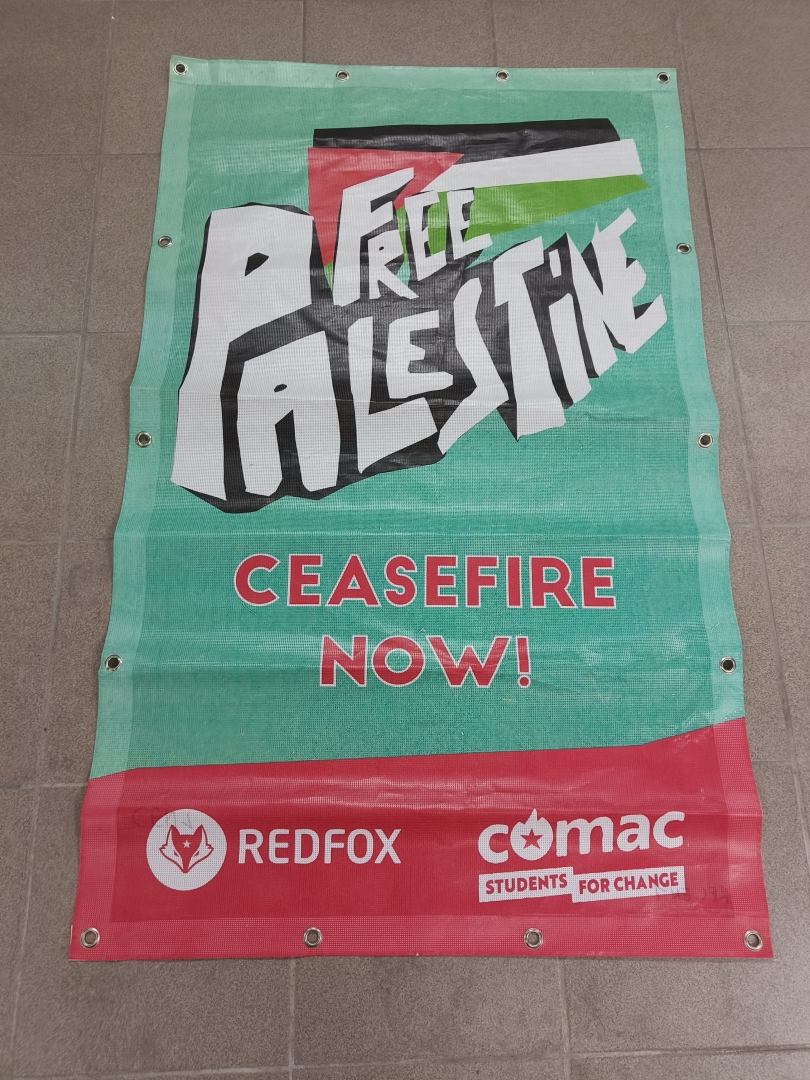 FREE
PALESTiNE
CEASEFIRE
NOW!
REDFOX
comac
STUDENTS FOR CHANGE